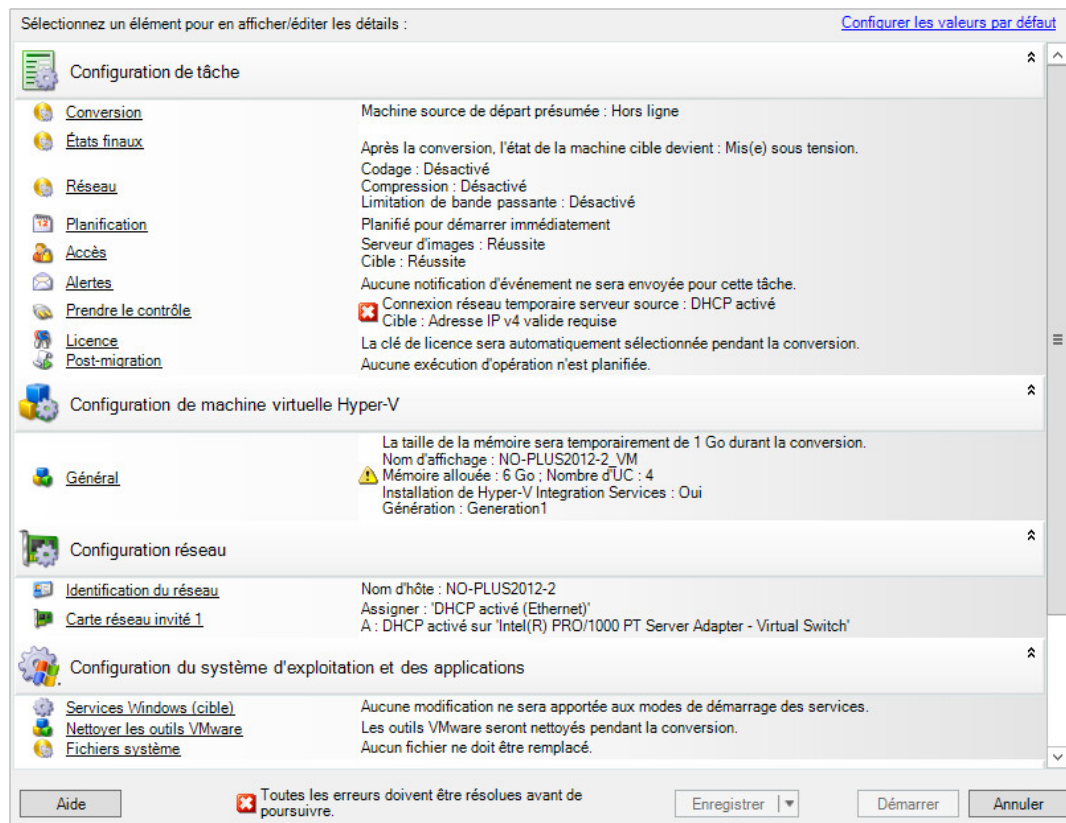 Sélectionnez un élément pour en afficher/éditer les détails :
Configurer les valeurs par défaut
Configuration de tâche
Conversion
Machine source de départ présumée : Hors ligne
États finaux
Après la conversion, l'état de la machine cible devient : Mis(e) sous tension.
Réseau
Codage : Désactivé
Compression : Désactivé
Limitation de bande passante : Désactivé
Planification
Planifié pour démarrer immédiatement
Accès
Serveur d'images : Réussite
Cible : Réussite
Alertes
Aucune notification d'événement ne sera envoyée pour cette tâche.
Prendre le contrôle
Connexion réseau temporaire serveur source : DHCP activé
Cible : Adresse IP v4 valide requise
Licence
La clé de licence sera automatiquement sélectionnée pendant la conversion.
Post-migration
Aucune exécution d'opération n'est planifiée.
Configuration de machine virtuelle Hyper-V
Général
La taille de la mémoire sera temporairement de 1 Go durant la conversion.
Nom d'affichage : NO-PLUS2012-2_VM
Mémoire allouée : 6 Go ; Nombre d'UC : 4
Installation de Hyper-V Integration Services : Oui
Génération : Generation1
Configuration réseau
Identification du réseau
Nom d'hôte : NO-PLUS2012-2
Carte réseau invité 1
Assigner : 'DHCP activé (Ethernet)'
A : DHCP activé sur 'Intel(R) PRO/1000 PT Server Adapter - Virtual Switch'
Configuration du système d'exploitation et des applications
Services Windows (cible)
Aucune modification ne sera apportée aux modes de démarrage des services.
Nettoyer les outils VMware
Les outils VMware seront nettoyés pendant la conversion.
Fichiers système
Aucun fichier ne doit être remplacé.
Aide
Toutes les erreurs doivent être résolues avant de
poursuivre.
Enregistrer
Démarrer
Annuler